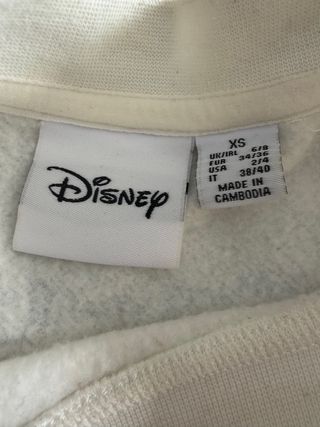 Disney
XS
UK/IRL 6/8
EUR 34/36
USA 2/4
IT 38/40
MADE IN
CAMBODIA